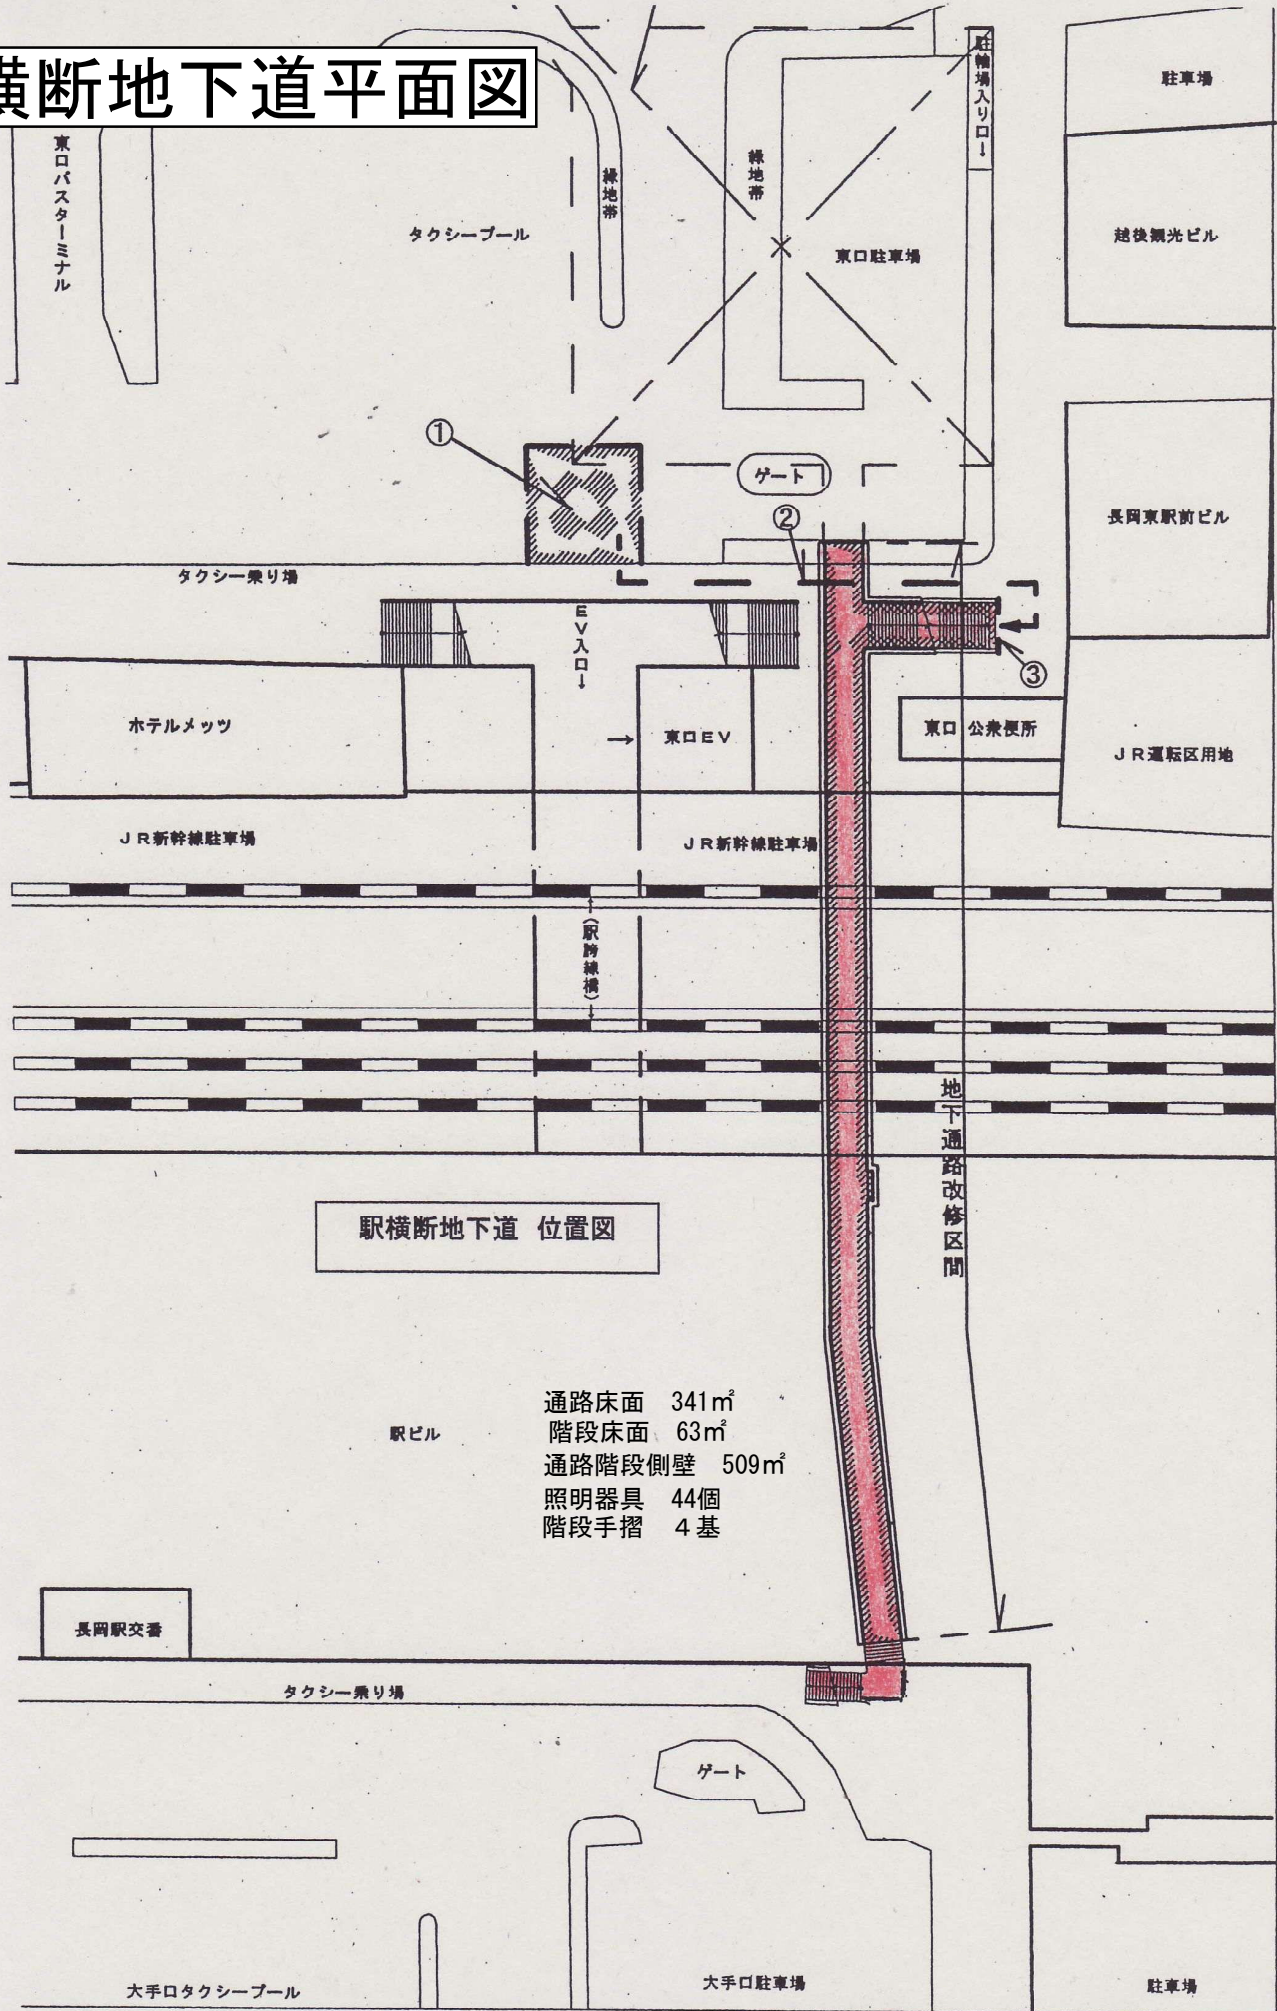 横断地下道平面図
駐輪場入り口↓
駐車場
東口バスターミナル
緑地帯
緑地帯
タクシープール
東口駐車場
越後観光ビル
①
ゲート
②
長岡東駅前ビル
タクシー乗り場
EV入口↓
③
ホテルメッツ
→
東口EV
東口 公衆便所
JR運転区用地
JR新幹線駐車場
JR新幹線駐車場
←(駅跨線橋)→
地下通路改修区間
駅横断地下道 位置図
通路床面 341㎡
階段床面 63㎡
通路階段側壁 509㎡
照明器具 44個
階段手摺 4基
駅ビル
長岡駅交番
タクシー乗り場
ゲート
大手口タクシープール
大手口駐車場
駐車場